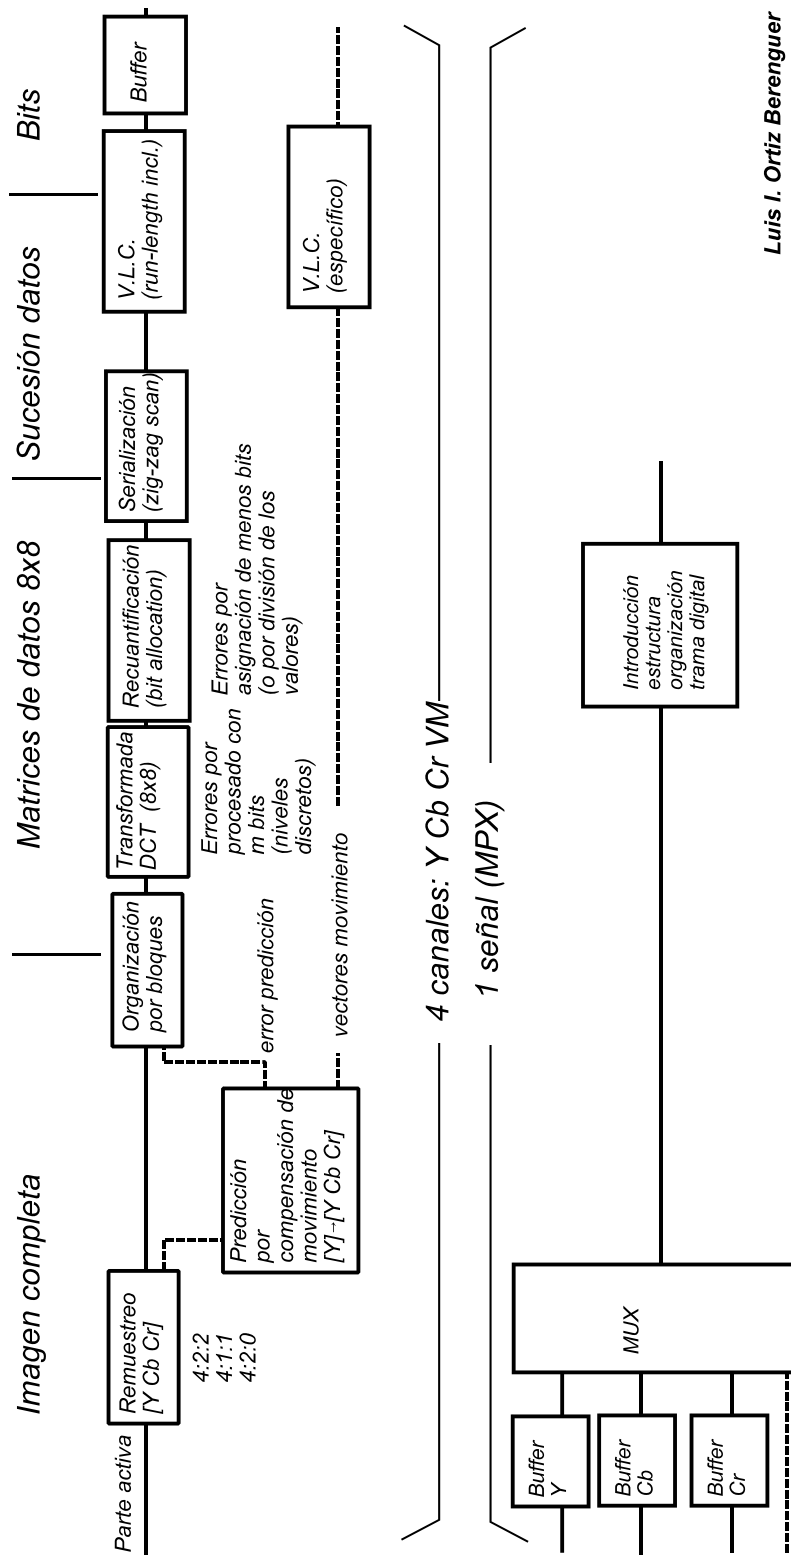 Imagen completa
Matrices de datos 8x8
Sucesión datos
Bits
Parte activa
Remuestreo
[Y Cb Cr]
4:2:2
4:1:1
4:2:0
Predicción
por
compensación de
movimiento
[Y]→[Y Cb Cr]
error predicción
vectores movimiento
Organización
por bloques
Transformada
DCT (8x8)
Errores por
procesado con
m bits
(niveles
discretos)
Recuantificación
(bit allocation)
Errores por
asignación de menos bits
(o por división de los
valores)
Serialización
(zig-zag scan)
V.L.C.
(run-length incl.)
Buffer
V.L.C.
(específico)
4 canales: Y Cb Cr VM
1 señal (MPX)
Buffer
Y
Buffer
Cb
Buffer
Cr
MUX
Introducción
estructura
organización
trama digital
Luis I. Ortiz Berenguer